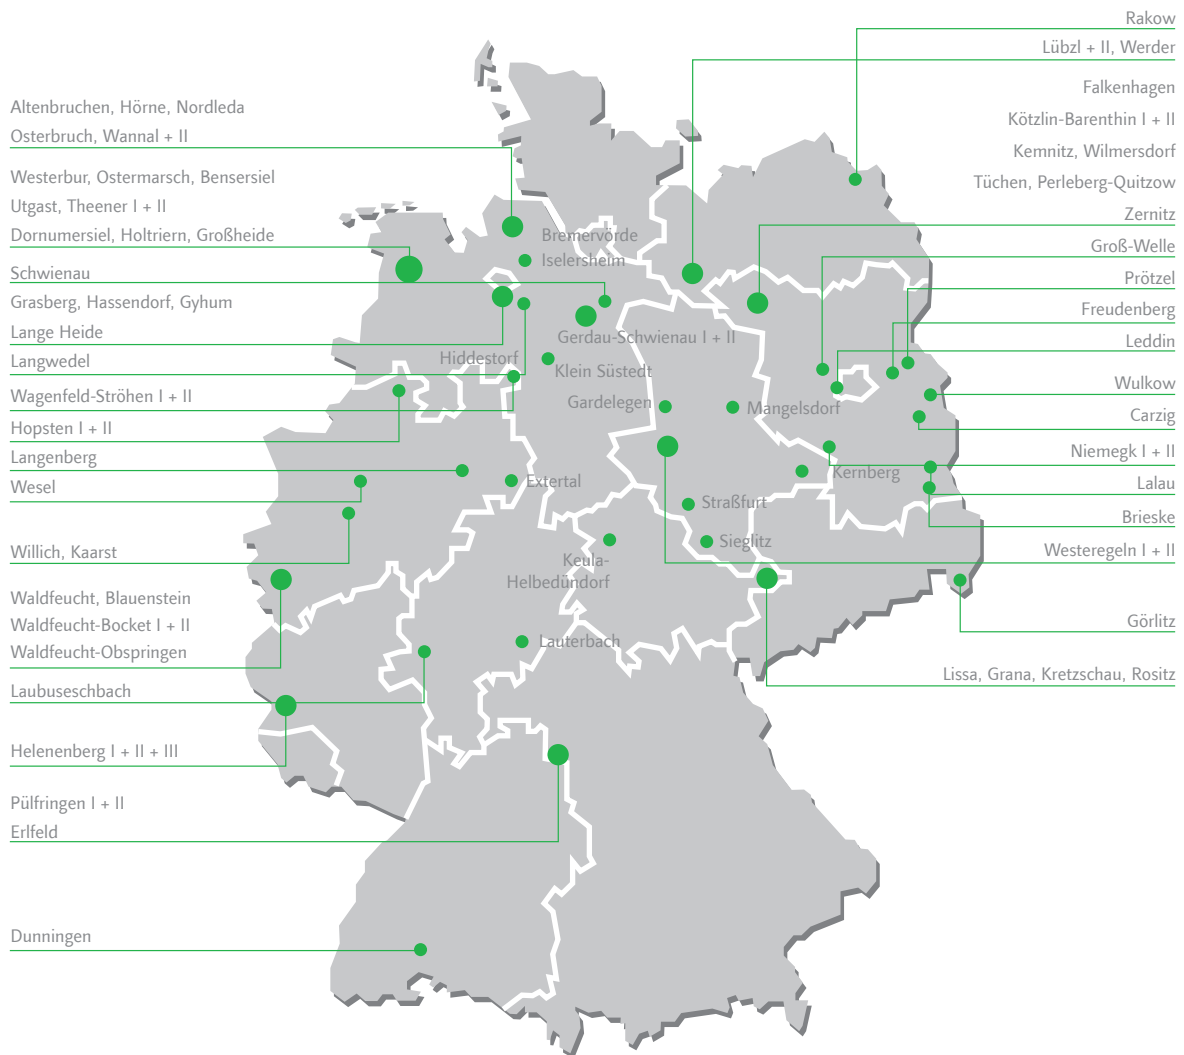 Altenbruchen, Hörne, Nordleda
Osterbruch, Wannal + II
Westerbur, Ostermarsch, Bensersiel
Utgast, Theener I + II
Dornumersiel, Holtriern, Großheide
Schwienau
Grasberg, Hassendorf, Gyhum
Lange Heide
Langwedel
Wagenfeld-Ströhen I + II
Hopsten I + II
Langenberg
Wesel
Willich, Kaarst
Waldfeucht, Blauenstein
Waldfeucht-Bocket I + II
Waldfeucht-Obspringen
Laubuseschbach
Helenenberg I + II + III
Pülfringen I + II
Erlfeld
Dunningen
Bremervörde
Iselersheim
Gerdau-Schwienau I + II
Hiddestorf
Klein Süstedt
Gardelegen
Mangelsdorf
Extertal
Kernberg
Straßfurt
Sieglitz
Keula-
Helbedündorf
Lauterbach
Rakow
Lübzl + II, Werder
Falkenhagen
Kötzlin-Barenthin I + II
Kemnitz, Wilmersdorf
Tüchen, Perleberg-Quitzow
Zernitz
Groß-Welle
Prötzel
Freudenberg
Leddin
Wulkow
Carzig
Niemegk I + II
Lalau
Brieske
Westeregeln I + II
Görlitz
Lissa, Grana, Kretzschau, Rositz